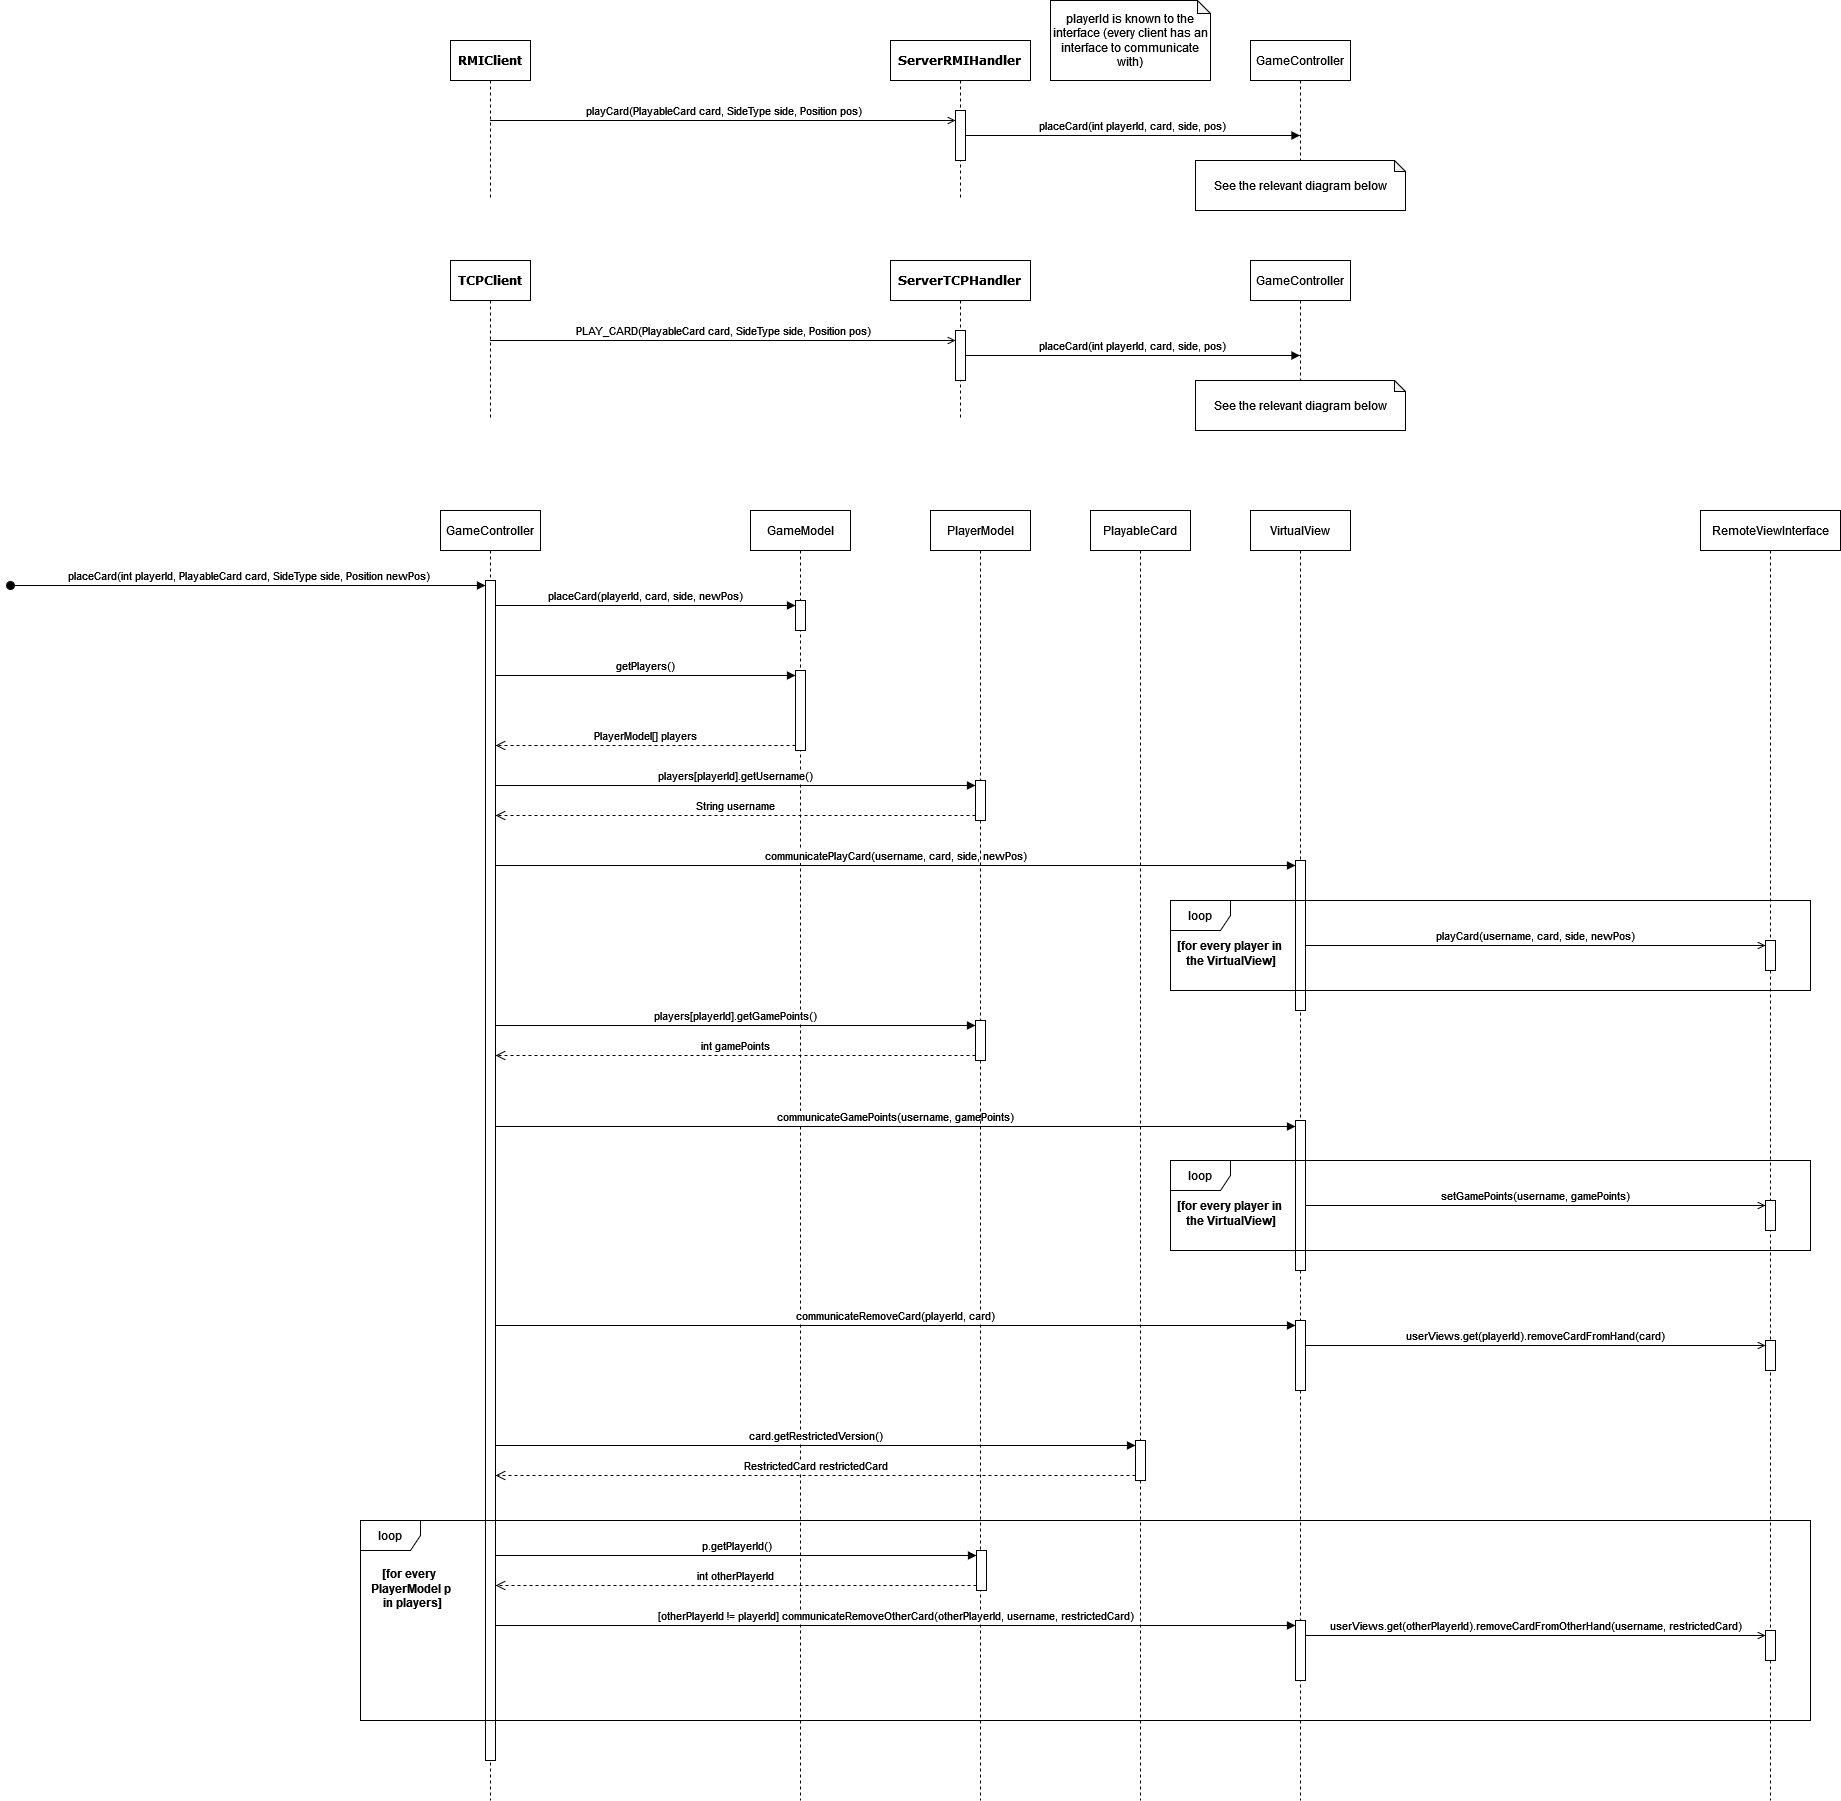 playerId is known to the
interface (every client has an
interface to communicate
with)
RMIClient
ServerRMIHandler
GameController
playCard(PlayableCard card, SideType side, Position pos)
placeCard(int playerId, card, side, pos)
See the relevant diagram below
TCPClient
ServerTCPHandler
GameController
PLAY_CARD(PlayableCard card, SideType side, Position pos)
placeCard(int playerId, card, side, pos)
See the relevant diagram below
GameController
GameModel
PlayerModel
PlayableCard
VirtualView
RemoteViewInterface
placeCard(int playerId, PlayableCard card, SideType side, Position newPos)
placeCard(playerId, card, side, newPos)
getPlayers()
PlayerModel[] players
players[playerId].getUsername()
String username
communicatePlayCard(username, card, side, newPos)
loop
[for every player in
the VirtualView]
playCard(username, card, side, newPos)
players[playerId].getGamePoints()
int gamePoints
communicateGamePoints(username, gamePoints)
loop
[for every player in
the VirtualView]
setGamePoints(username, gamePoints)
communicateRemoveCard(playerId, card)
userViews.get(playerId).removeCardFromHand(card)
card.getRestrictedVersion()
RestrictedCard restrictedCard
loop
[for every
PlayerModel p
in players]
p.getPlayerId()
int otherPlayerId
[otherPlayerId != playerId] communicateRemoveOtherCard(otherPlayerId, username, restrictedCard)
userViews.get(otherPlayerId).removeCardFromOtherHand(username, restrictedCard)